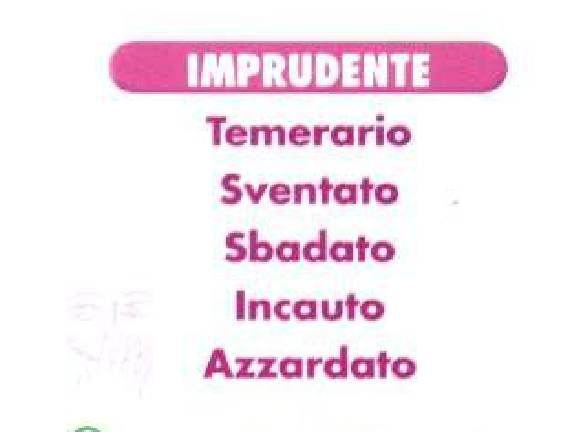 IMPRUDENTE
Temerario
Sventato
Sbadato
Incauto
Azzardato